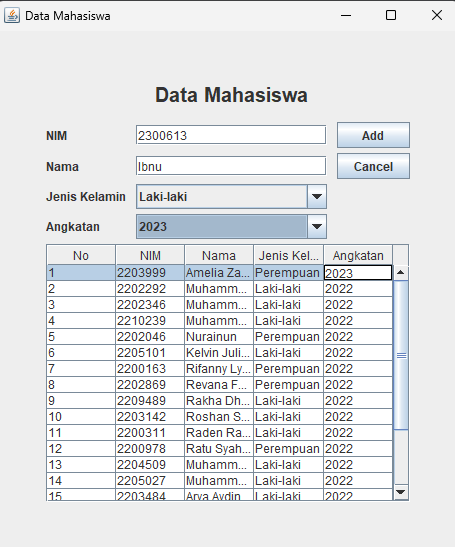 Data Mahasiswa
Data Mahasiswa
NIM 2300613 Add
Nama Ibnu Cancel
Jenis Kelamin Laki-laki
Angkatan 2023
No NIM Nama Jenis Kel... Angkatan
1 2203999 Amelia Za... Perempuan 2023
2 2202292 Muhamm... Laki-laki 2022
3 2202346 Muhamm... Laki-laki 2022
4 2210239 Muhamm... Laki-laki 2022
5 2202046 Nurainun Perempuan 2022
6 2205101 Kelvin Juli... Laki-laki 2022
7 2200163 Rifanny Ly... Perempuan 2022
8 2202869 Revana F... Perempuan 2022
9 2209489 Rakha Dh... Laki-laki 2022
10 2203142 Roshan S... Laki-laki 2022
11 2200311 Raden Ra... Laki-laki 2022
12 2200978 Ratu Syah... Perempuan 2022
13 2204509 Muhamm... Laki-laki 2022
14 2205027 Muhamm... Laki-laki 2022
15 2203484 Arya Aydin Laki-laki 2022